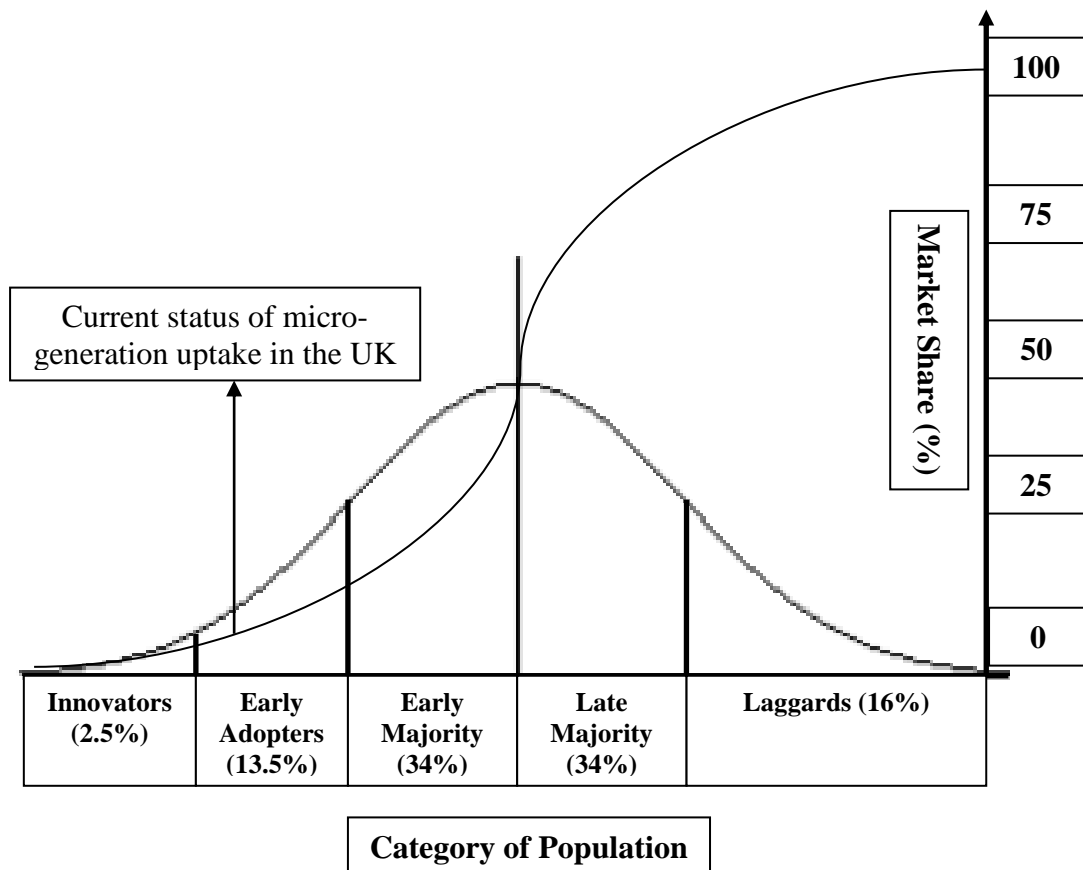 100
75
50
25
0
Market Share (%)
Current status of micro-
generation uptake in the UK
Innovators
(2.5%)
Early
Adopters
(13.5%)
Early
Majority
(34%)
Late
Majority
(34%)
Laggards (16%)
Category of Population